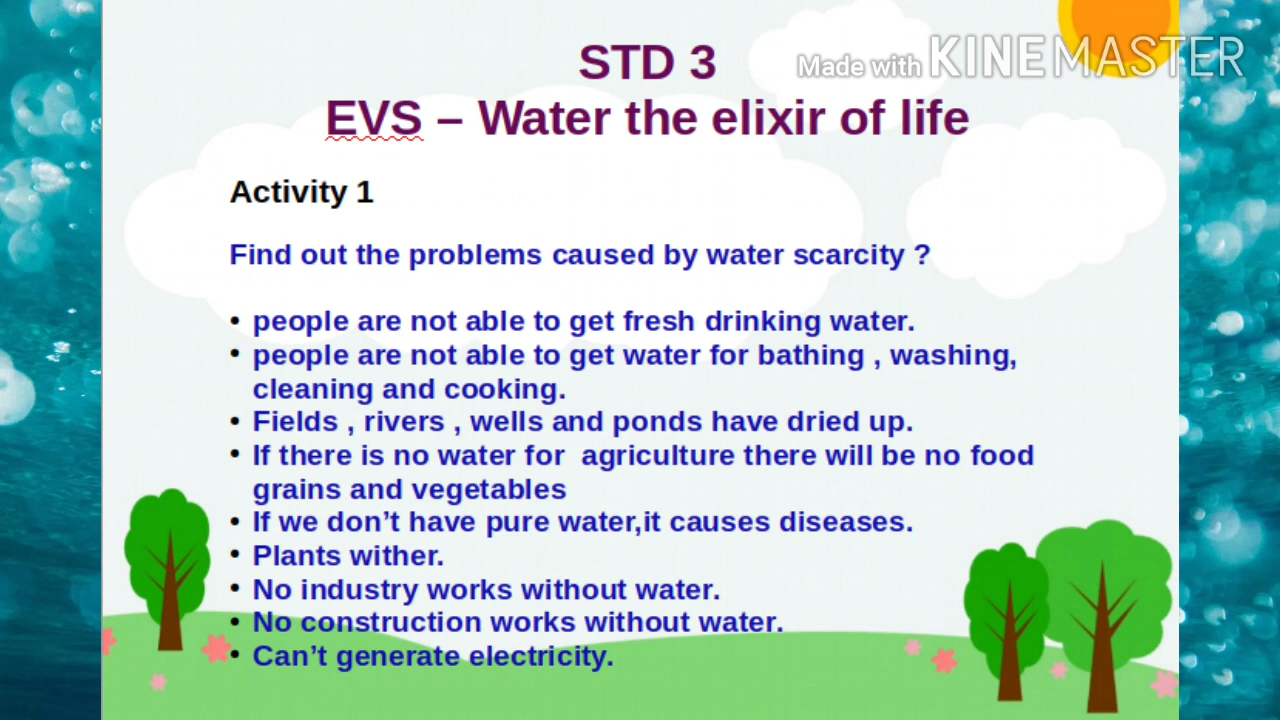 STD 3
Made with KINEMASTER
EVS – Water the elixir of life
Activity 1
Find out the problems caused by water scarcity ?
• people are not able to get fresh drinking water.
• people are not able to get water for bathing , washing,
cleaning and cooking.
• Fields , rivers , wells and ponds have dried up.
• If there is no water for  agriculture there will be no food
grains and vegetables
• If we don’t have pure water,it causes diseases.
• Plants wither.
• No industry works without water.
• No construction works without water.
• Can’t generate electricity.